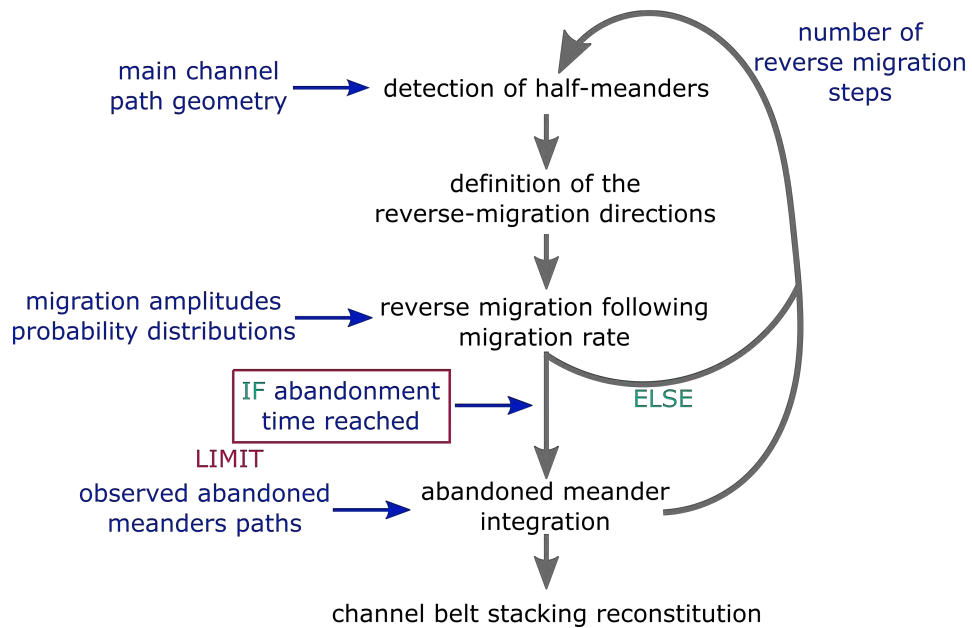 number of
reverse migration
steps
main channel
path geometry
detection of half-meanders
definition of the
reverse-migration directions
migration amplitudes
probability distributions
reverse migration following
migration rate
IF abandonment
time reached
ELSE
LIMIT
observed abandoned
meanders paths
abandoned meander
integration
channel belt stacking reconstitution